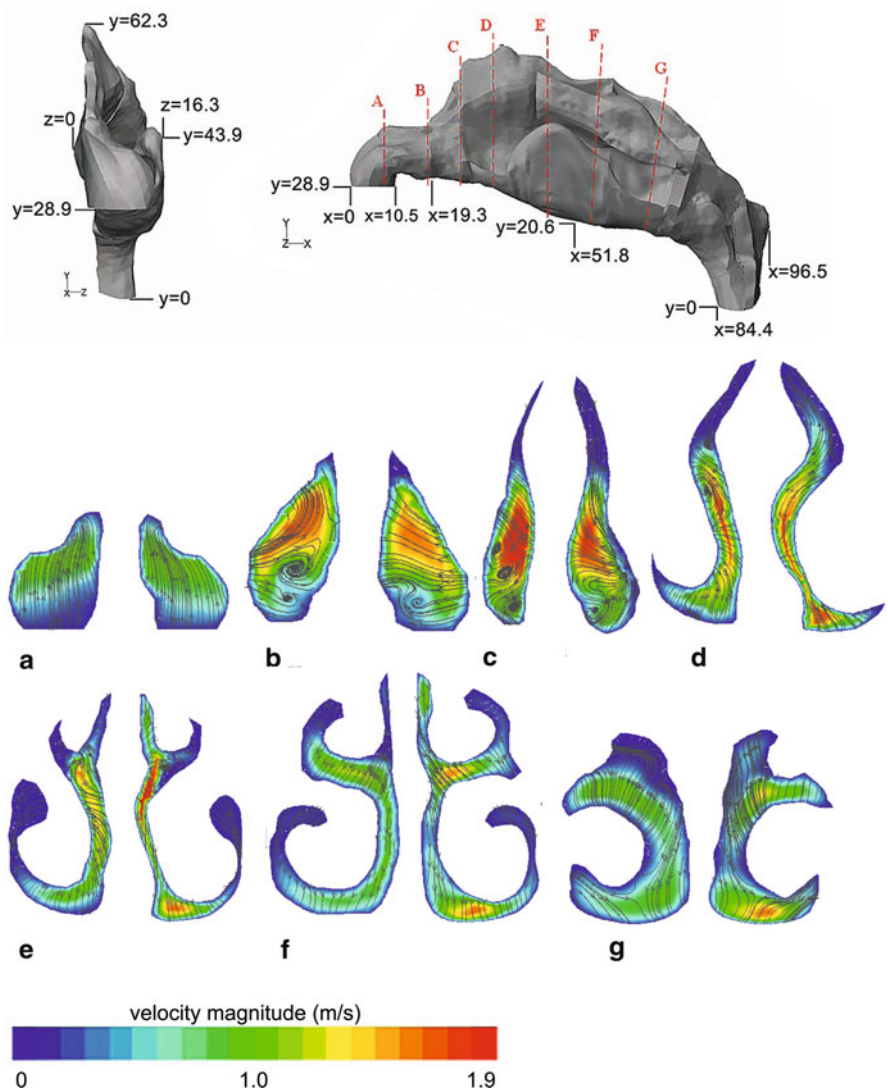 y=62.3
z=0
z=16.3
y=43.9
y=28.9
Y
X Z
y=0
A
B
C
D
E
F
G
y=28.9
x=0
x=10.5
x=19.3
Y
Z X
y=20.6
x=51.8
x=96.5
y=0
x=84.4
a
b
c
d
e
f
g
velocity magnitude (m/s)
0
1.0
1.9